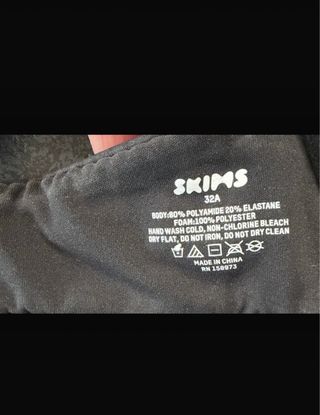 SKIMS
32A
BODY:80% POLYAMIDE 20% ELASTANE
FOAM:100% POLYESTER
HAND WASH COLD, NON-CHLORINE BLEACH
DRY FLAT, DO NOT IRON, DO NOT DRY CLEAN
MADE IN CHINA
RN 158973